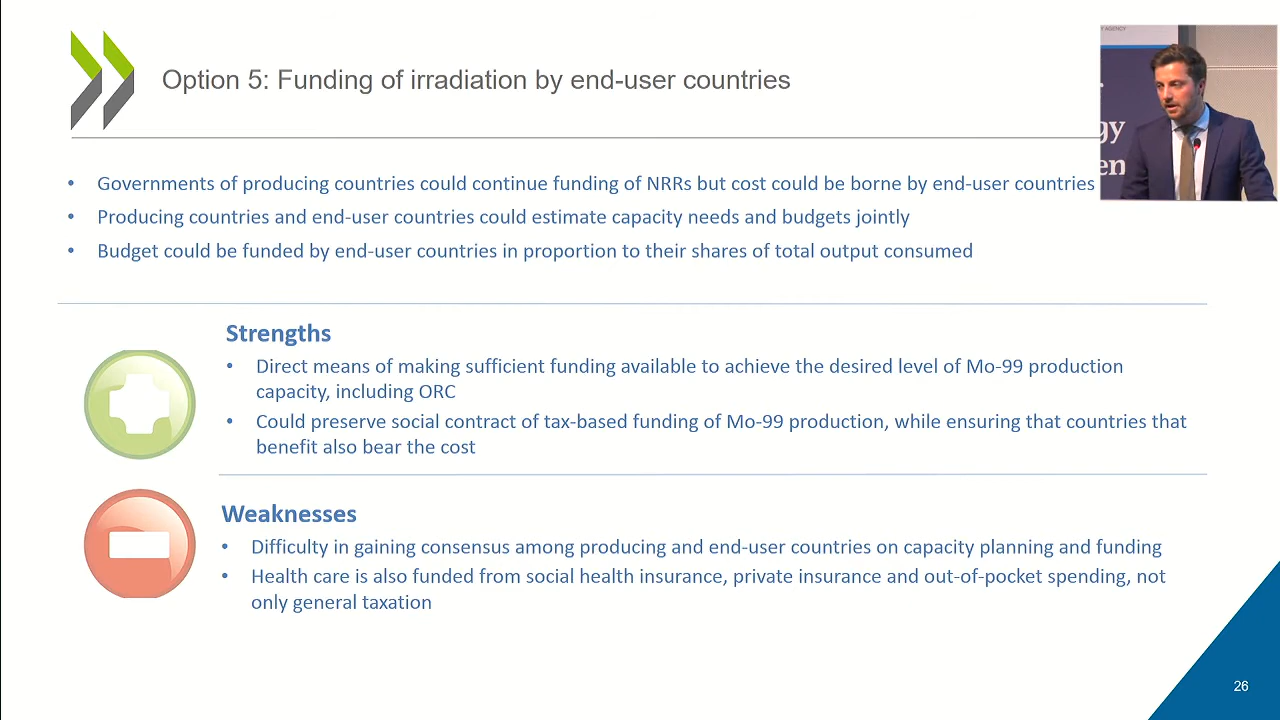 Option 5: Funding of irradiation by end-user countries
Y AGENCY
gy
en
• Governments of producing countries could continue funding of NRRs but cost could be borne by end-user countries
• Producing countries and end-user countries could estimate capacity needs and budgets jointly
• Budget could be funded by end-user countries in proportion to their shares of total output consumed
Strengths
• Direct means of making sufficient funding available to achieve the desired level of Mo-99 production
capacity, including ORC
• Could preserve social contract of tax-based funding of Mo-99 production, while ensuring that countries that
benefit also bear the cost
Weaknesses
• Difficulty in gaining consensus among producing and end-user countries on capacity planning and funding
• Health care is also funded from social health insurance, private insurance and out-of-pocket spending, not
only general taxation
26